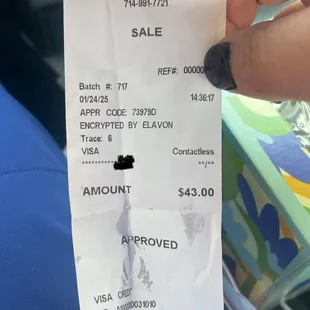 714-991-7721
SALE
REF#: 00000
Batch #: 717
01/24/25 14:36:17
APPR CODE: 73979D
ENCRYPTED BY ELAVON
Trace: 6
VISA Contactless
**/**
AMOUNT $43.00
APPROVED
VISA CREDIT